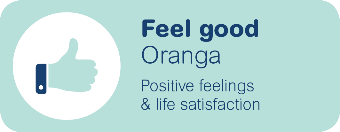 Feel good
Oranga
Positive feelings
& life satisfaction